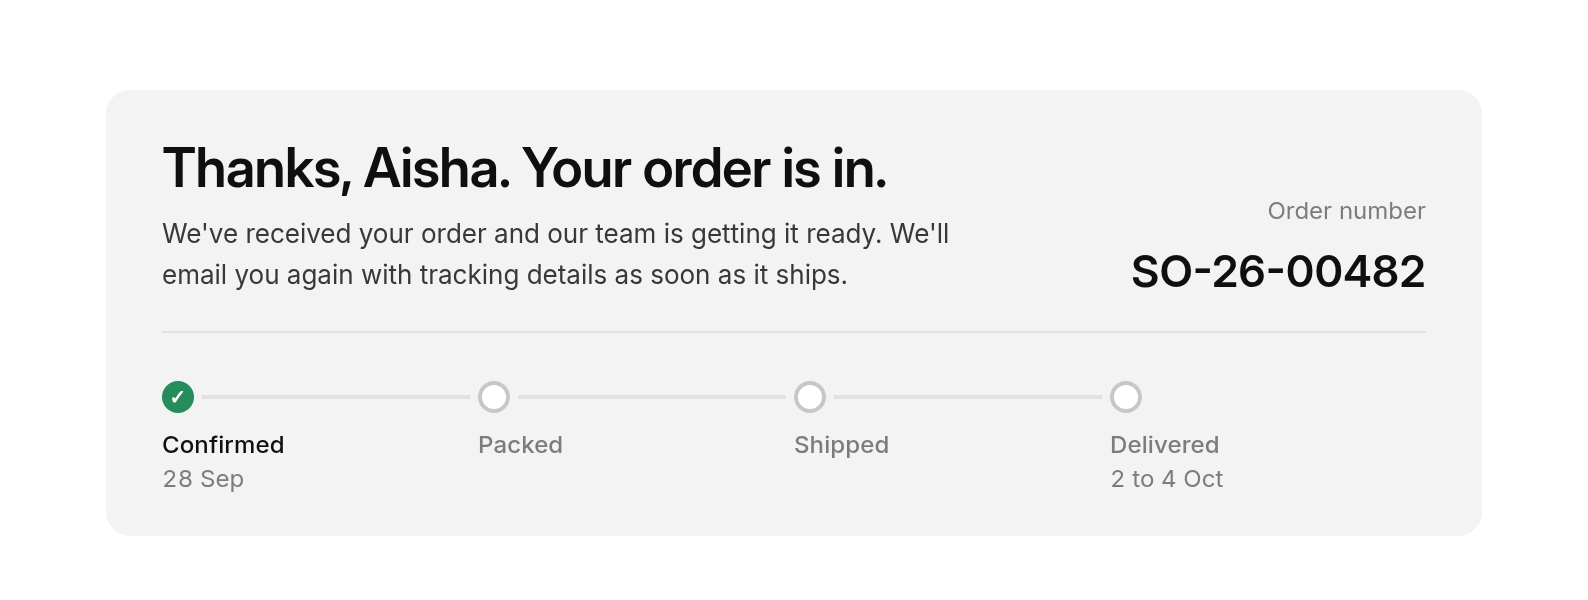 Thanks, Aisha. Your order is in.
We've received your order and our team is getting it ready. We'll
email you again with tracking details as soon as it ships.
Order number
SO-26-00482
✓
Confirmed
28 Sep
Packed
Shipped
Delivered
2 to 4 Oct